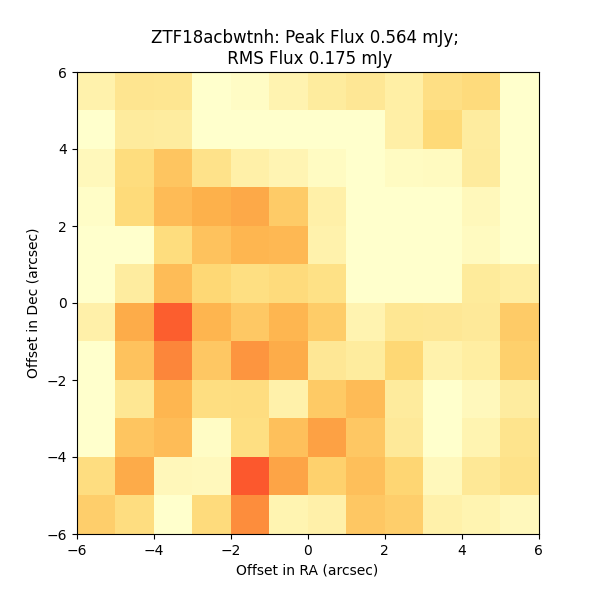 ZTF18acbwtnh: Peak Flux 0.564 mJy;
RMS Flux 0.175 mJy
6
4
2
0
−2
−4
−6
Offset in Dec (arcsec)
−6 −4 −2 0 2 4 6
Offset in RA (arcsec)